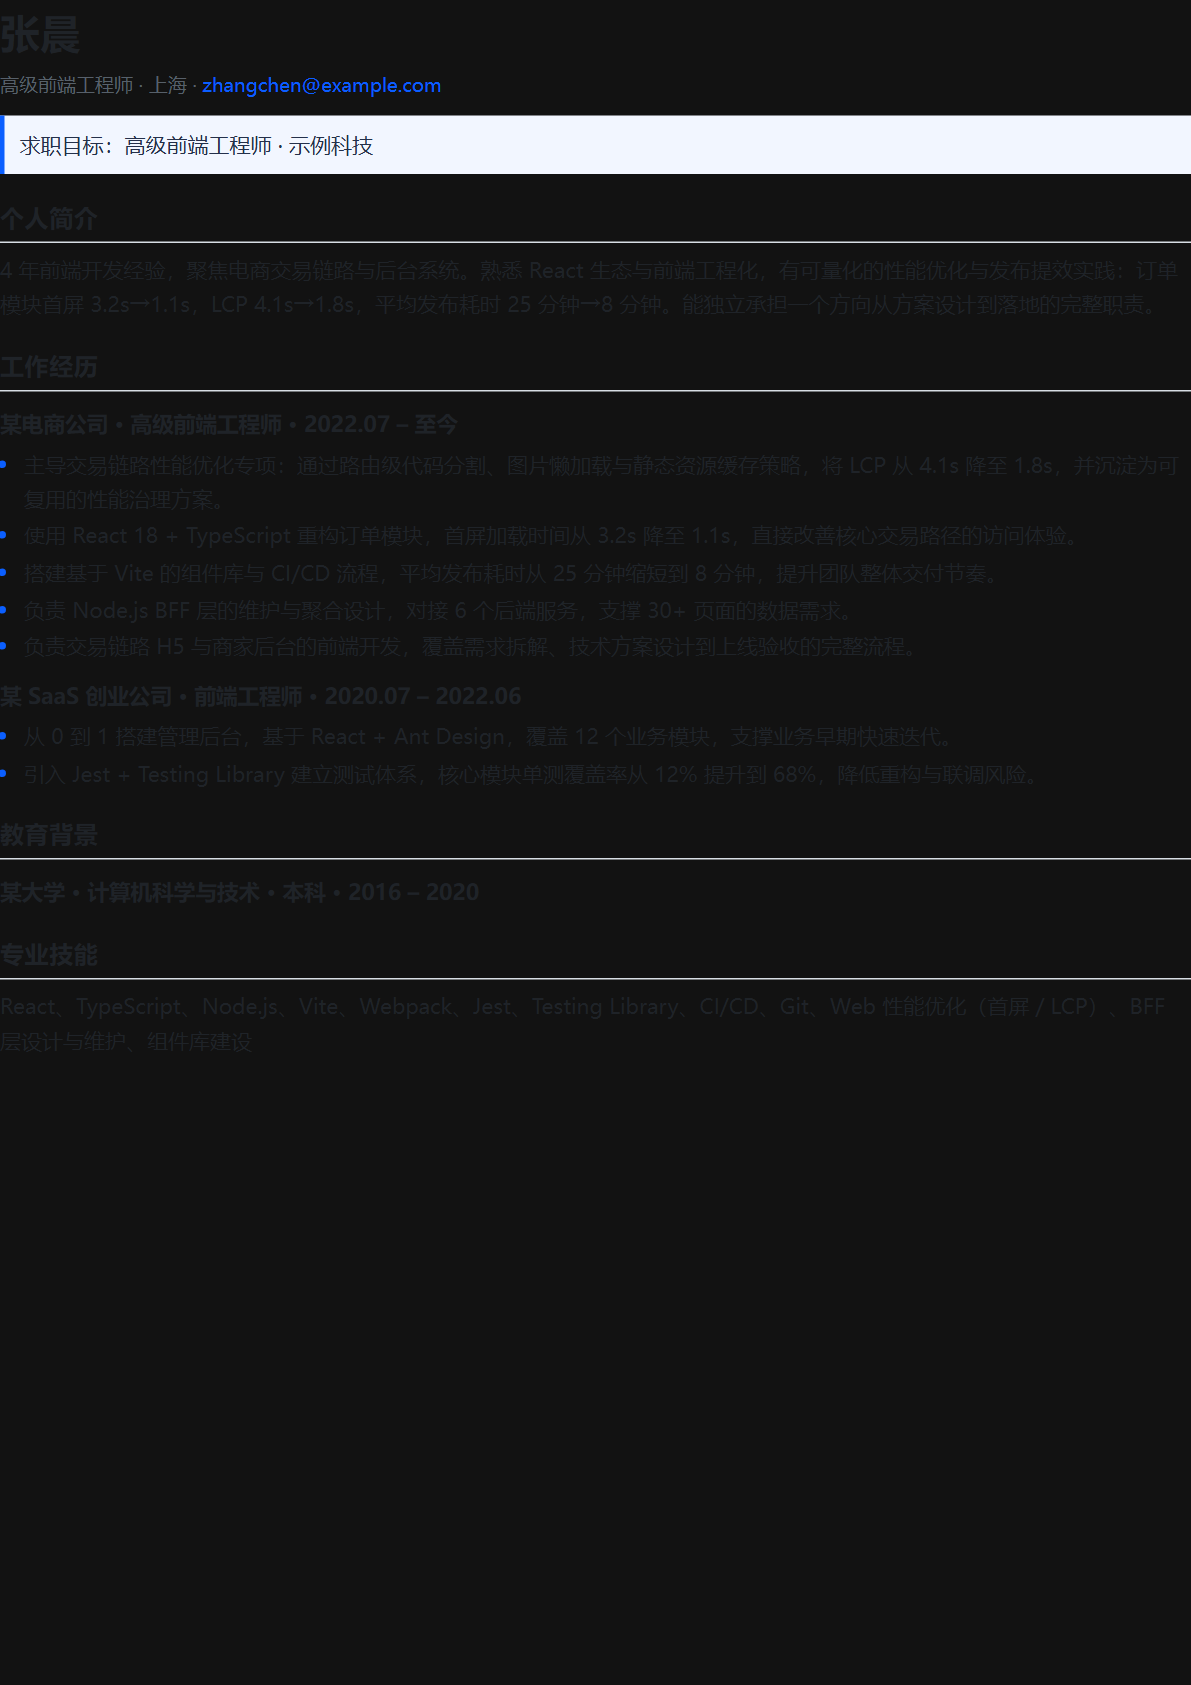 张晨
高级前端工程师 · 上海 · zhangchen@example.com
求职目标：高级前端工程师 · 示例科技
个人简介
4 年前端开发经验，聚焦电商交易链路与后台系统。熟悉 React 生态与前端工程化，有可量化的性能优化与发布提效实践：订单
模块首屏 3.2s→1.1s，LCP 4.1s→1.8s，平均发布耗时 25 分钟→8 分钟。能独立承担一个方向从方案设计到落地的完整职责。
工作经历
某电商公司 · 高级前端工程师 · 2022.07 – 至今
主导交易链路性能优化专项：通过路由级代码分割、图片懒加载与静态资源缓存策略，将 LCP 从 4.1s 降至 1.8s，并沉淀为可
复用的性能治理方案。
使用 React 18 + TypeScript 重构订单模块，首屏加载时间从 3.2s 降至 1.1s，直接改善核心交易路径的访问体验。
搭建基于 Vite 的组件库与 CI/CD 流程，平均发布耗时从 25 分钟缩短到 8 分钟，提升团队整体交付节奏。
负责 Node.js BFF 层的维护与聚合设计，对接 6 个后端服务，支撑 30+ 页面的数据需求。
负责交易链路 H5 与商家后台的前端开发，覆盖需求拆解、技术方案设计到上线验收的完整流程。
某 SaaS 创业公司 · 前端工程师 · 2020.07 – 2022.06
从 0 到 1 搭建管理后台，基于 React + Ant Design，覆盖 12 个业务模块，支撑业务早期快速迭代。
引入 Jest + Testing Library 建立测试体系，核心模块单测覆盖率从 12% 提升到 68%，降低重构与联调风险。
教育背景
某大学 · 计算机科学与技术 · 本科 · 2016 – 2020
专业技能
React、TypeScript、Node.js、Vite、Webpack、Jest、Testing Library、CI/CD、Git、Web 性能优化（首屏 / LCP）、BFF
层设计与维护、组件库建设